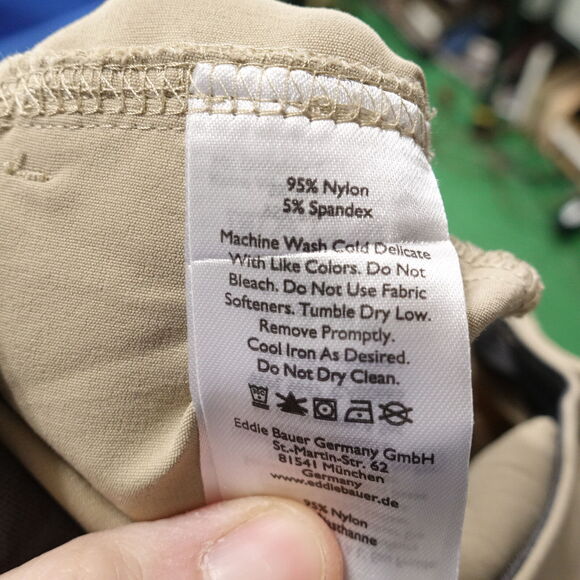 95% Nylon
5% Spandex
Machine Wash Cold Delicate
With Like Colors. Do Not
Bleach. Do Not Use Fabric
Softeners. Tumble Dry Low.
Remove Promptly.
Cool Iron As Desired.
Do Not Dry Clean.
Eddie Bauer Germany GmbH
St.-Martin-Str. 62
81541 München
Germany
www.eddiebauer.de
95% Nylon